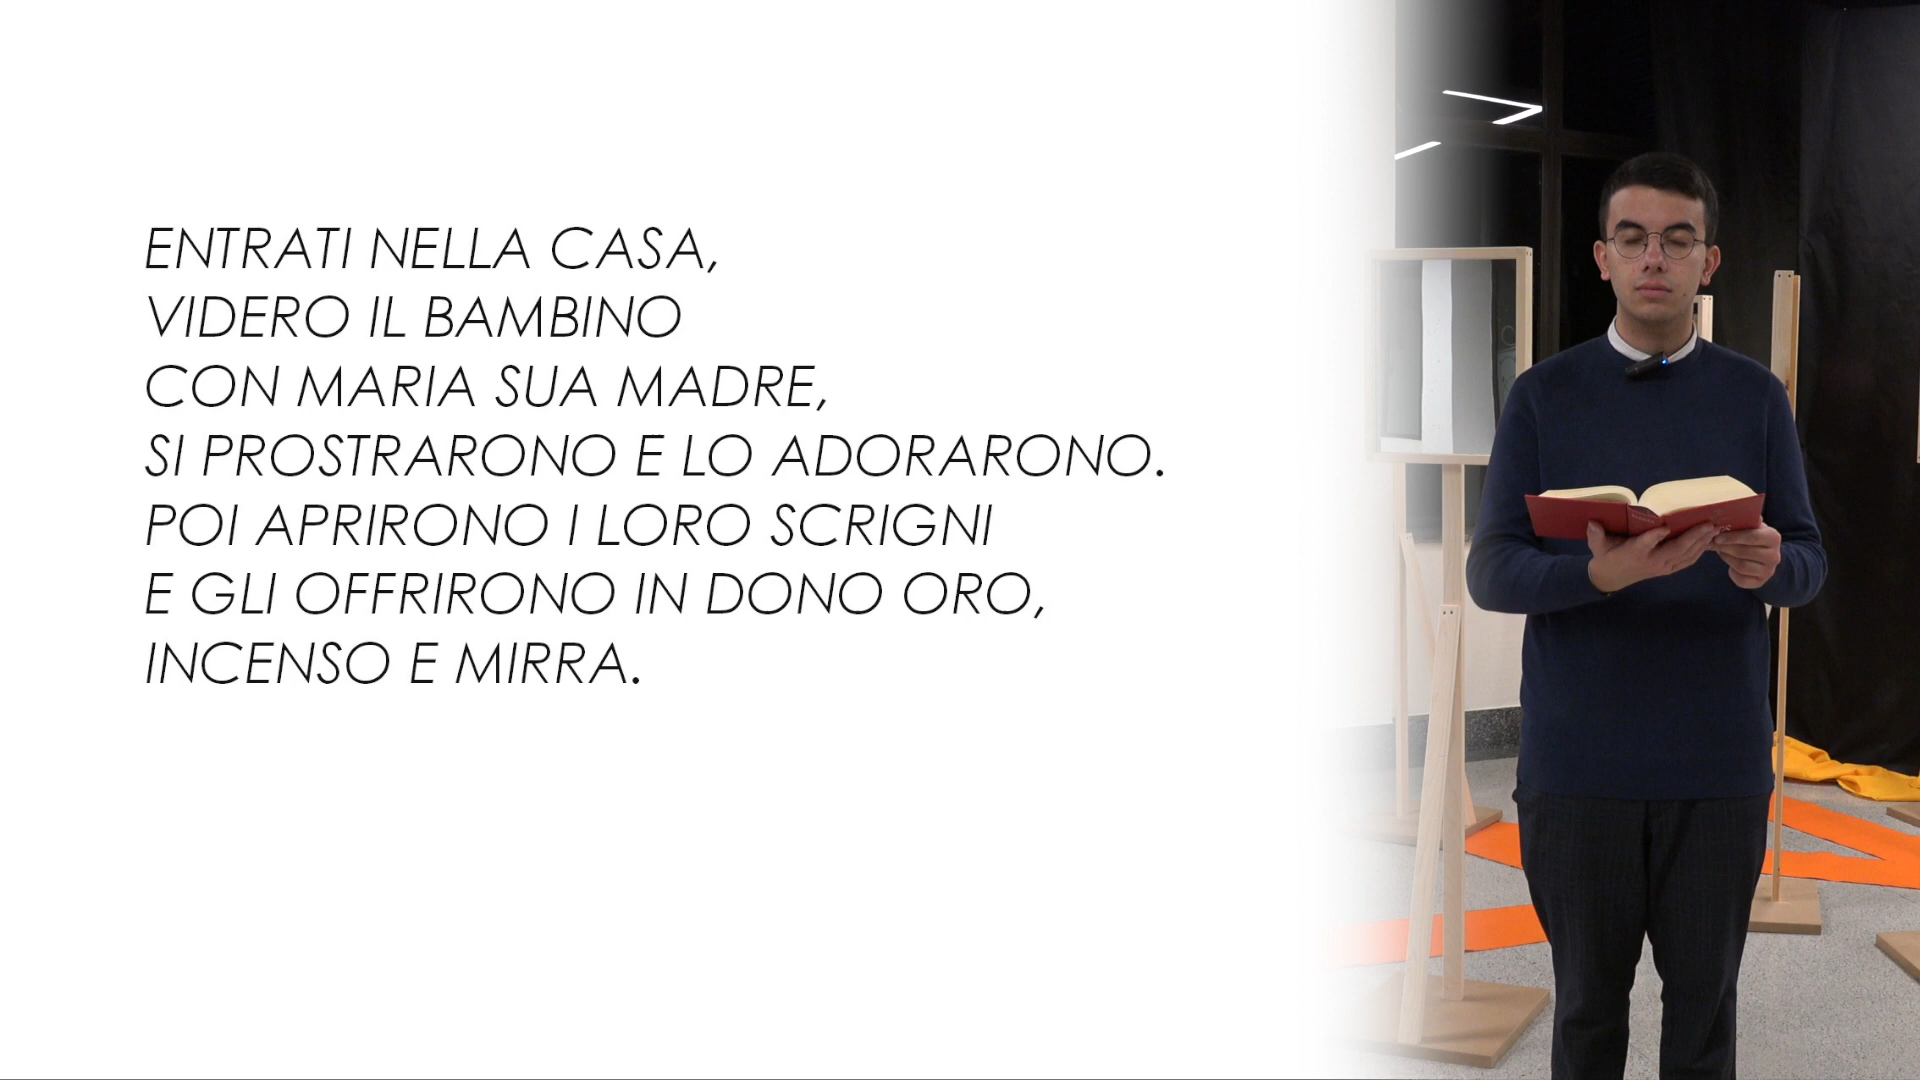 ENTRATI NELLA CASA,
VIDERO IL BAMBINO
CON MARIA SUA MADRE,
SI PROSTRARONO E LO ADORARONO.
POI APRIRONO I LORO SCRIGNI
E GLI OFFRIRONO IN DONO ORO,
INCENSO E MIRRA.